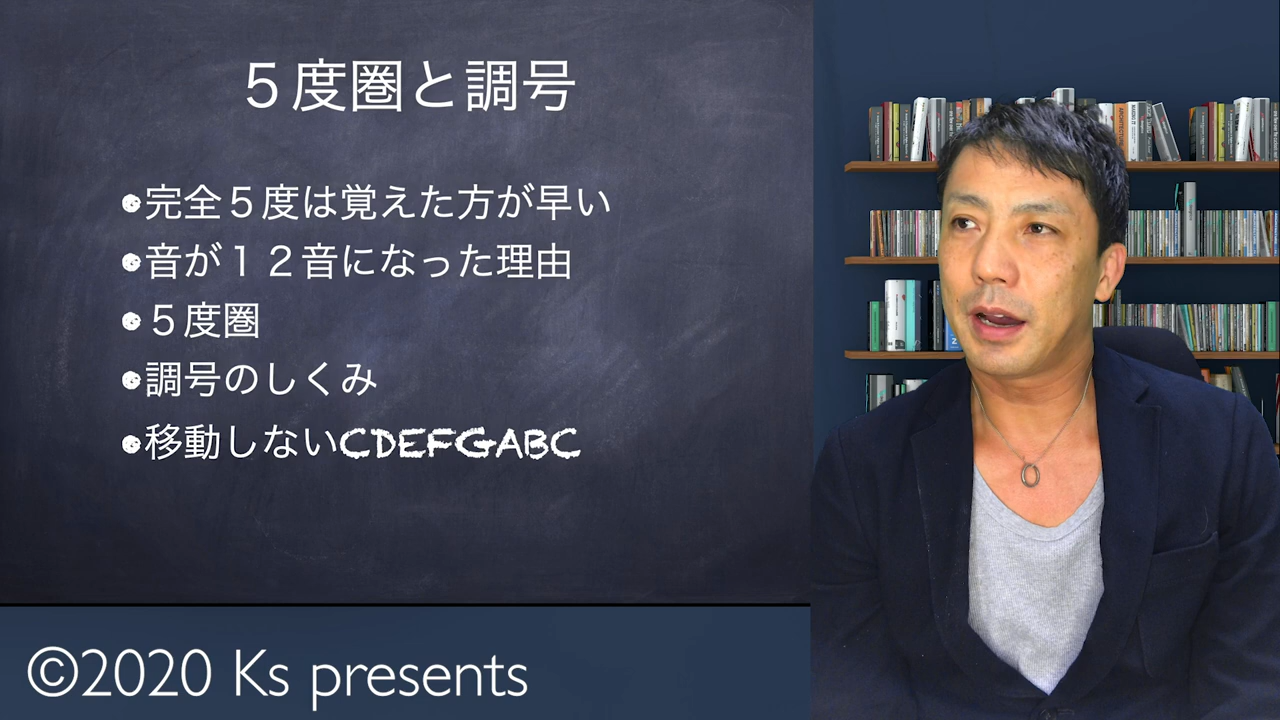 ５度圏と調号
•完全５度は覚えた方が早い
•音が１２音になった理由
•５度圏
•調号のしくみ
•移動しないCDEFGABC
©2020 Ks presents